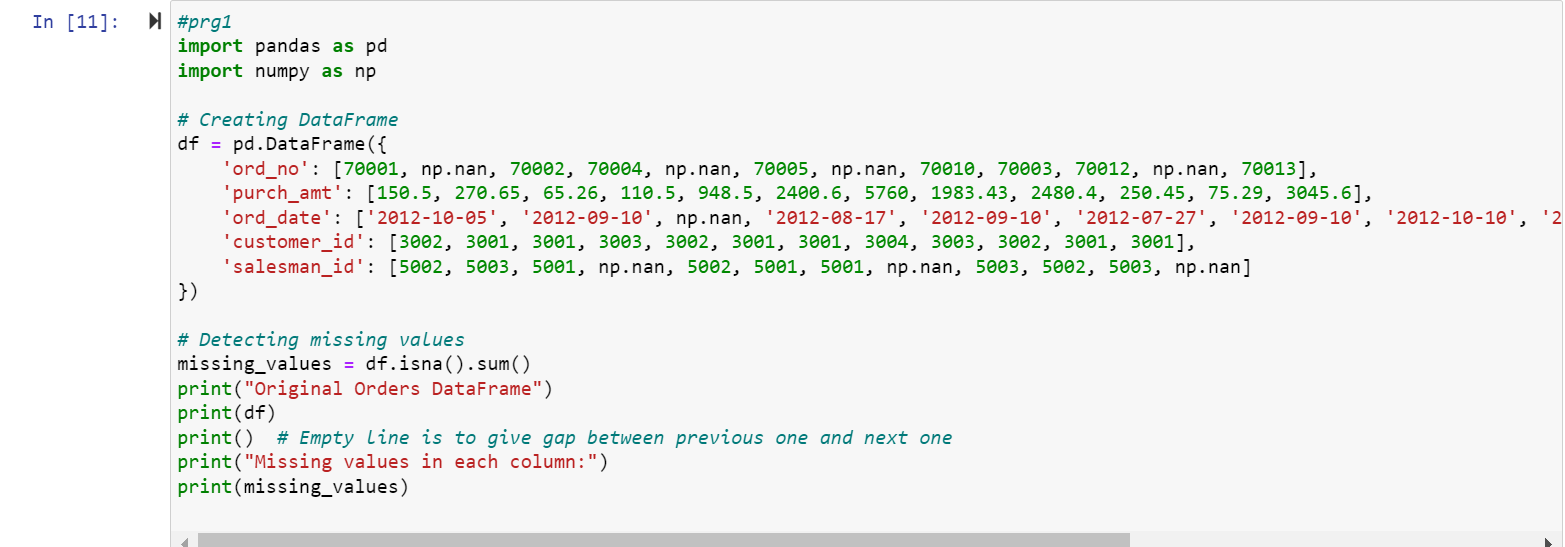 In [11]:
#prg1
import pandas as pd
import numpy as np
# Creating DataFrame
df = pd.DataFrame({
    'ord_no': [70001, np.nan, 70002, 70004, np.nan, 70005, np.nan, 70010, 70003, 70012, np.nan, 70013],
    'purch_amt': [150.5, 270.65, 65.26, 110.5, 948.5, 2400.6, 5760, 1983.43, 2480.4, 250.45, 75.29, 3045.6],
    'ord_date': ['2012-10-05', '2012-09-10', np.nan, '2012-08-17', '2012-09-10', '2012-07-27', '2012-09-10', '2012-10-10', '2
    'customer_id': [3002, 3001, 3001, 3003, 3002, 3001, 3001, 3004, 3003, 3002, 3001, 3001],
    'salesman_id': [5002, 5003, 5001, np.nan, 5002, 5001, 5001, np.nan, 5003, 5002, 5003, np.nan]
})
# Detecting missing values
missing_values = df.isna().sum()
print("Original Orders DataFrame")
print(df)
print()  # Empty line is to give gap between previous one and next one
print("Missing values in each column:")
print(missing_values)